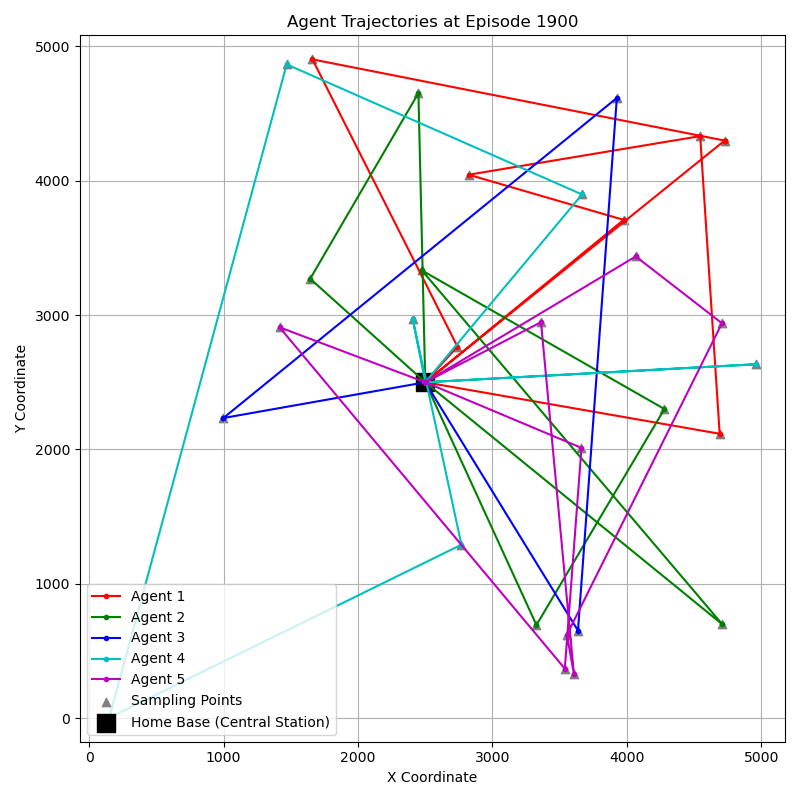 Agent Trajectories at Episode 1900
Y Coordinate
5000
4000
3000
2000
1000
0
Agent 1
Agent 2
Agent 3
Agent 4
Agent 5
Sampling Points
Home Base (Central Station)
0 1000 2000 3000 4000 5000
X Coordinate